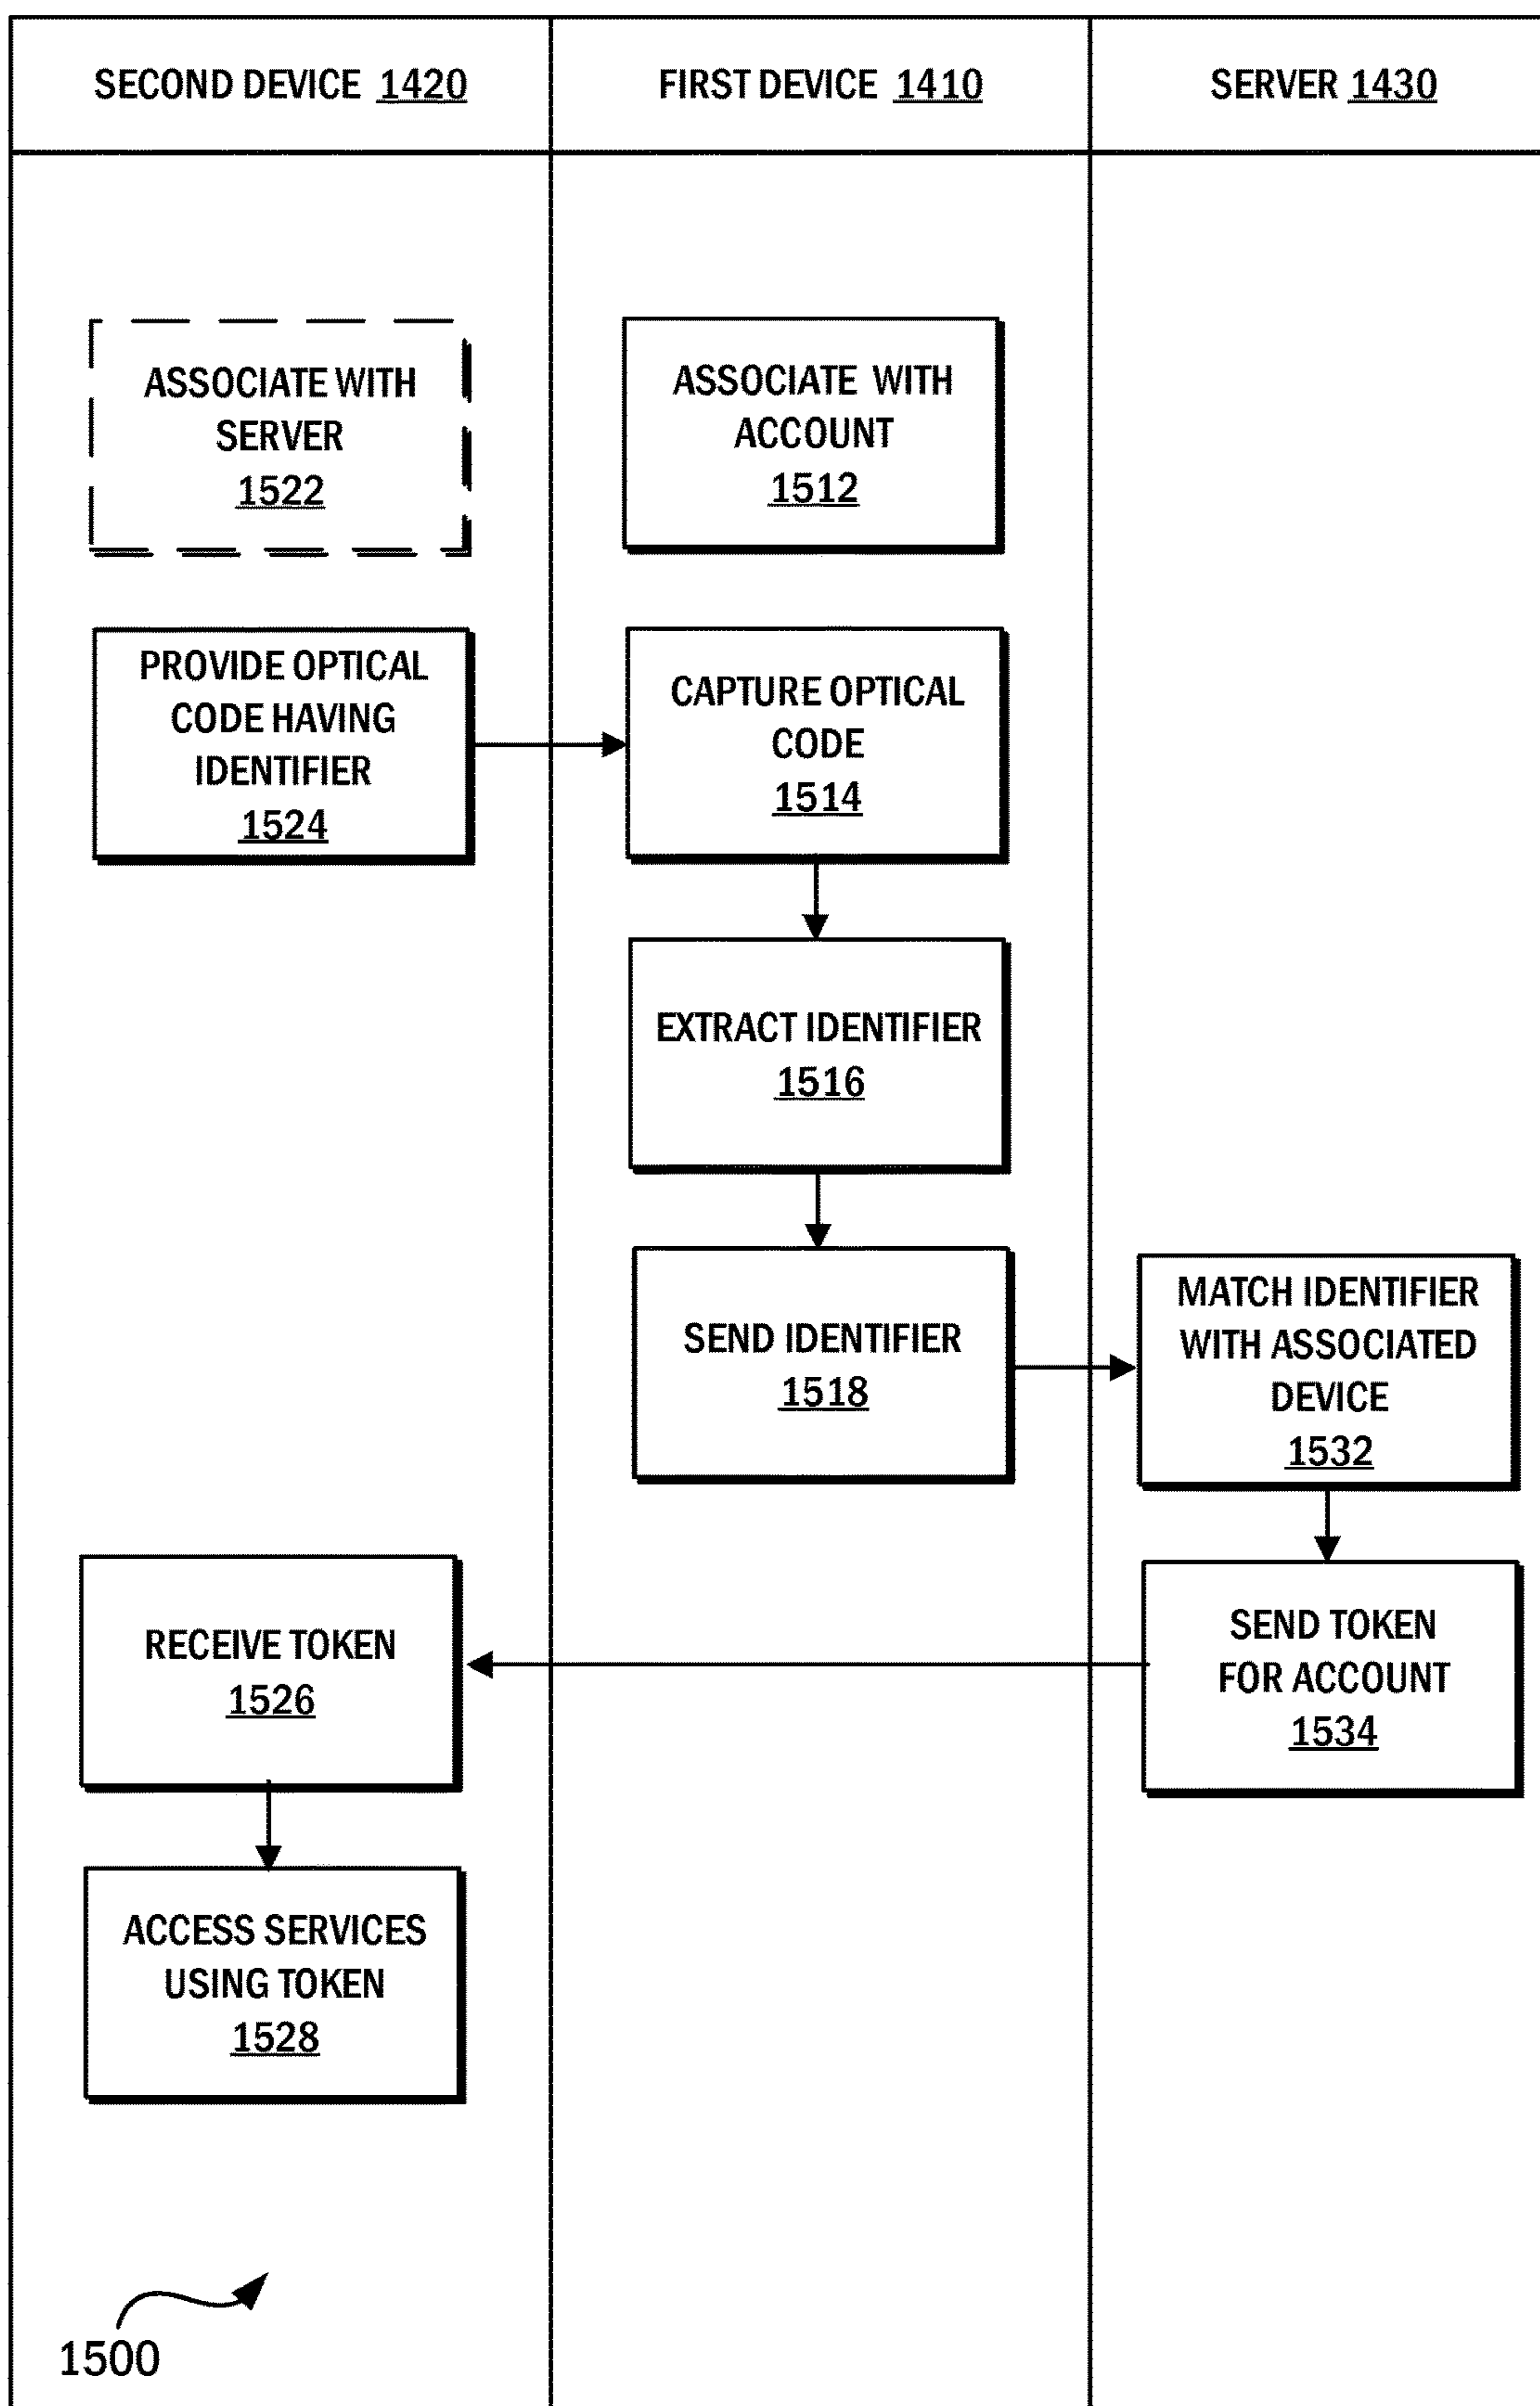 SECOND DEVICE 1420
FIRST DEVICE 1410
SERVER 1430
ASSOCIATE WITH
SERVER
1522
ASSOCIATE WITH
ACCOUNT
1512
PROVIDE OPTICAL
CODE HAVING
IDENTIFIER
1524
CAPTURE OPTICAL
CODE
1514
EXTRACT IDENTIFIER
1516
SEND IDENTIFIER
1518
MATCH IDENTIFIER
WITH ASSOCIATED
DEVICE
1532
SEND TOKEN
FOR ACCOUNT
1534
RECEIVE TOKEN
1526
ACCESS SERVICES
USING TOKEN
1528
1500